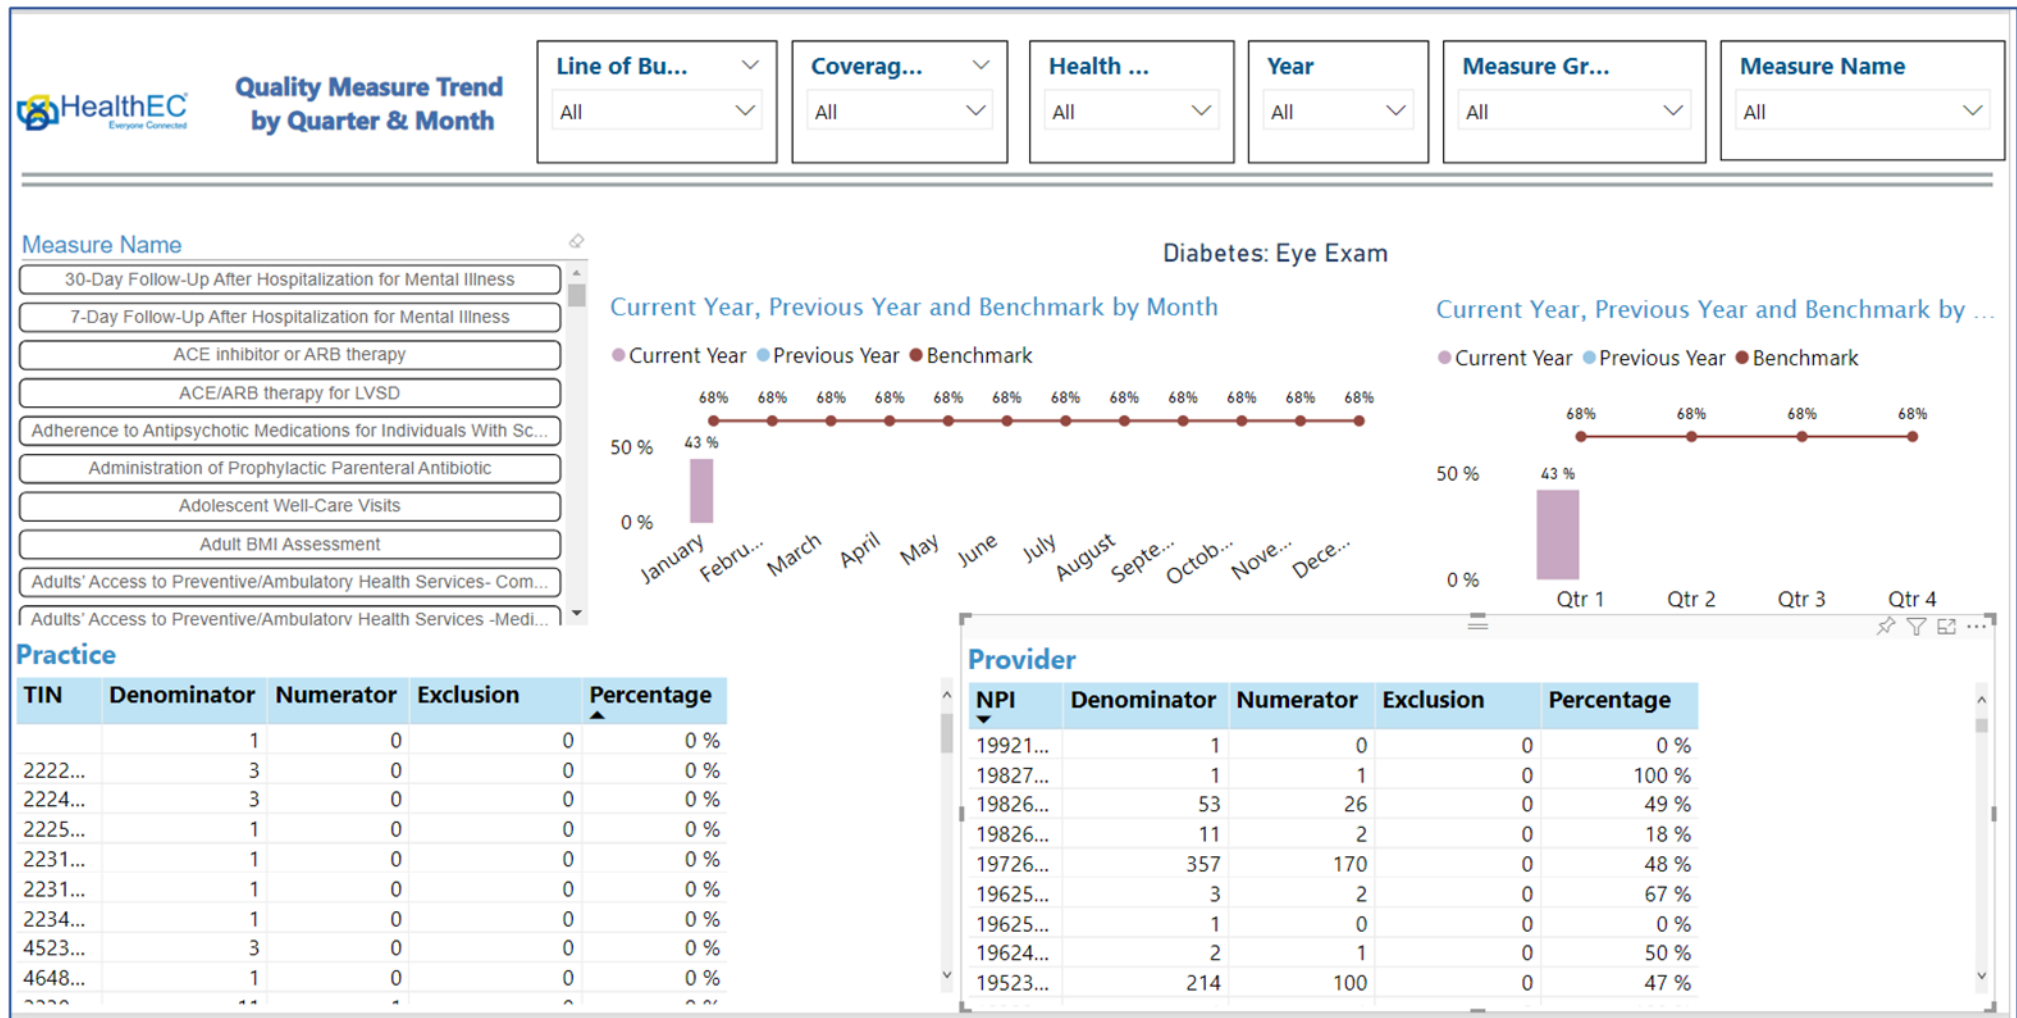 HealthEC
Everyone Connected
Quality Measure Trend
by Quarter & Month
Line of Bu...
All
Coverag...
All
Health ...
All
Year
All
Measure Gr...
All
Measure Name
All
Measure Name
30-Day Follow-Up After Hospitalization for Mental Illness
7-Day Follow-Up After Hospitalization for Mental Illness
ACE inhibitor or ARB therapy
ACE/ARB therapy for LVSD
Adherence to Antipsychotic Medications for Individuals With Sc...
Administration of Prophylactic Parenteral Antibiotic
Adolescent Well-Care Visits
Adult BMI Assessment
Adults' Access to Preventive/Ambulatory Health Services- Com...
Adults' Access to Preventive/Ambulatory Health Services -Medi...
Diabetes: Eye Exam
Current Year, Previous Year and Benchmark by Month
Current Year Previous Year Benchmark
68% 68% 68% 68% 68% 68% 68% 68% 68% 68% 68% 68%
50 % 43 %
0 %
January Febru... March April May June July August Septe... Octob... Nove... Dece...
Current Year, Previous Year and Benchmark by ...
Current Year Previous Year Benchmark
68% 68% 68% 68%
50 % 43 %
0 %
Qtr 1 Qtr 2 Qtr 3 Qtr 4
Practice
TIN Denominator Numerator Exclusion Percentage
1 0 0 0 %
2222... 3 0 0 0 %
2224... 3 0 0 0 %
2225... 1 0 0 0 %
2231... 1 0 0 0 %
2231... 1 0 0 0 %
2234... 1 0 0 0 %
4523... 3 0 0 0 %
4648... 1 0 0 0 %
Provider
NPI Denominator Numerator Exclusion Percentage
19921... 1 0 0 0 %
19827... 1 1 0 100 %
19826... 53 26 0 49 %
19826... 11 2 0 18 %
19726... 357 170 0 48 %
19625... 3 2 0 67 %
19625... 1 0 0 0 %
19624... 2 1 0 50 %
19523... 214 100 0 47 %